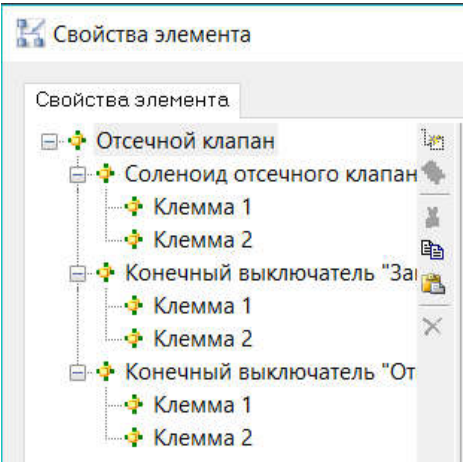 Свойства элемента
Свойства элемента
Отсечной клапан
Соленоид отсечного клапан
Клемма 1
Клемма 2
Конечный выключатель "За
Клемма 1
Клемма 2
Конечный выключатель "От
Клемма 1
Клемма 2